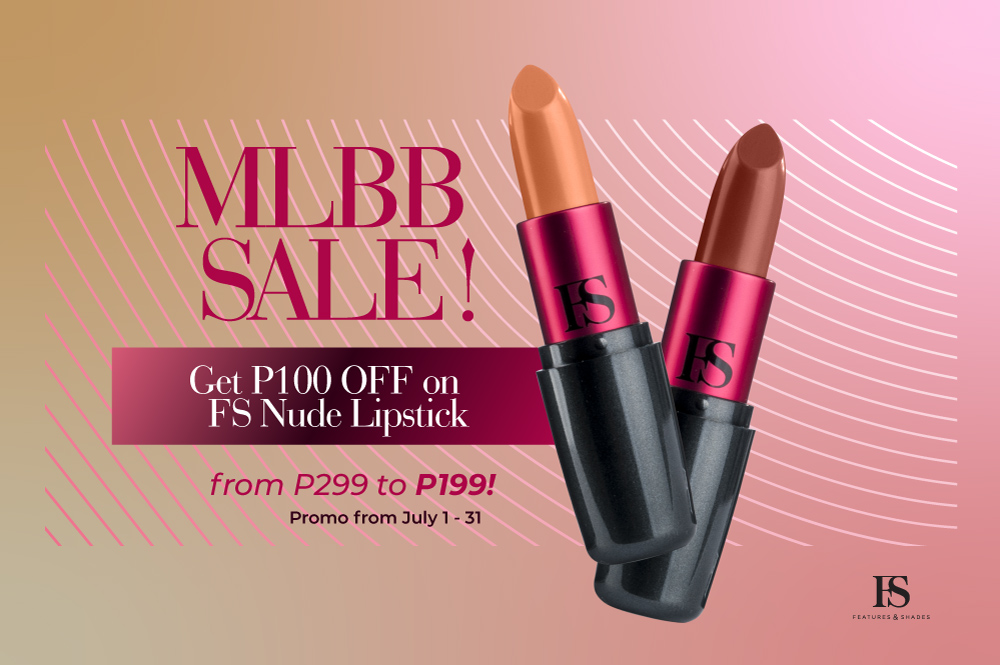 MLBB
SALE!
Get P100 OFF on
FS Nude Lipstick
from P299 to P199!
Promo from July 1 - 31
FS
FS
FS
FEATURES & SHADES